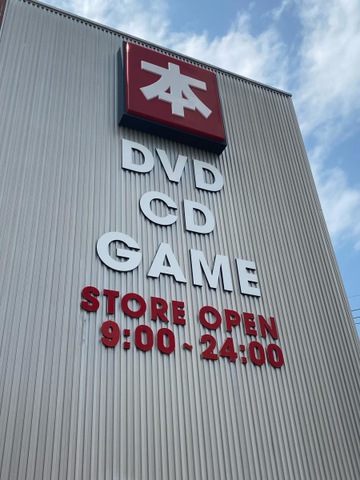 本
DVD
CD
GAME
STORE OPEN
9:00~24:00